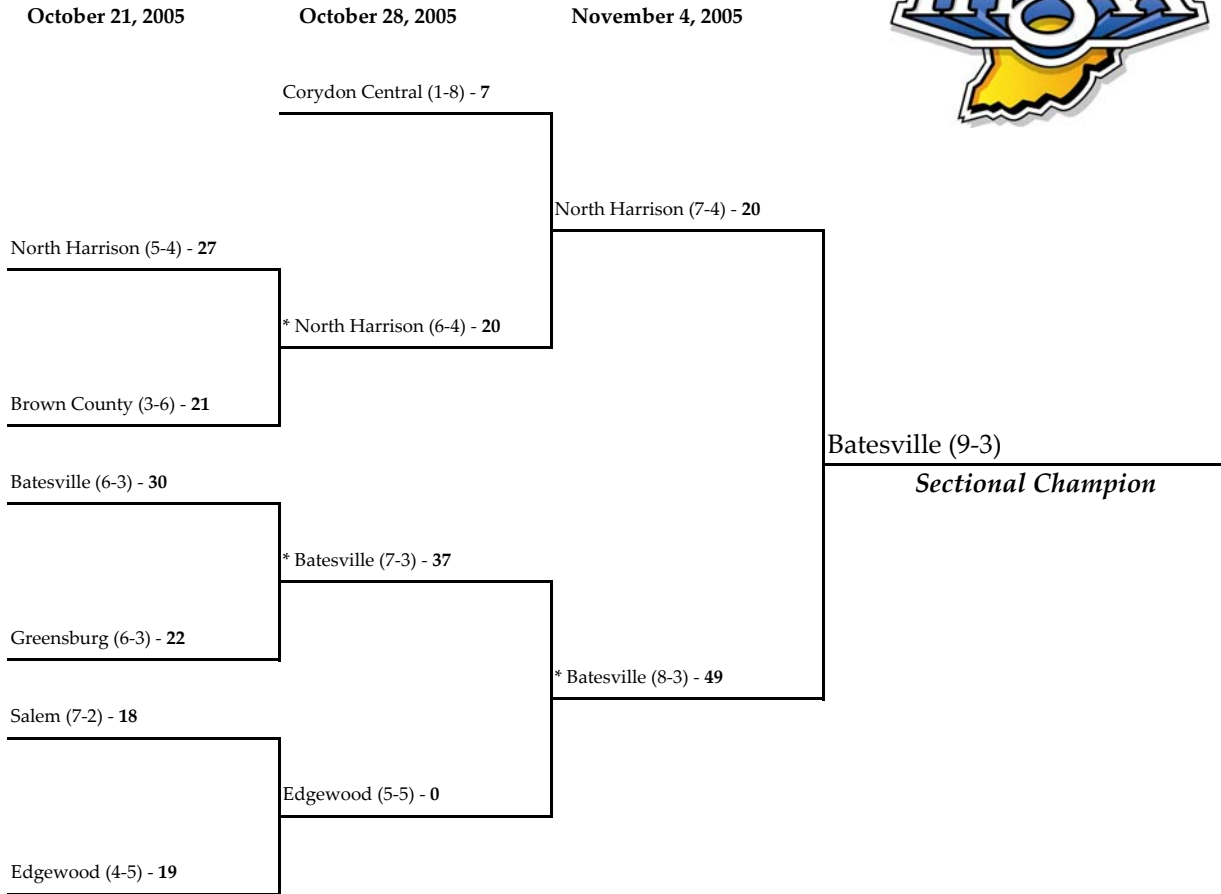 October 21, 2005
October 28, 2005
November 4, 2005
Corydon Central (1-8) - 7
North Harrison (7-4) - 20
North Harrison (5-4) - 27
* North Harrison (6-4) - 20
Brown County (3-6) - 21
Batesville (9-3)
Sectional Champion
Batesville (6-3) - 30
* Batesville (7-3) - 37
Greensburg (6-3) - 22
* Batesville (8-3) - 49
Salem (7-2) - 18
Edgewood (5-5) - 0
Edgewood (4-5) - 19